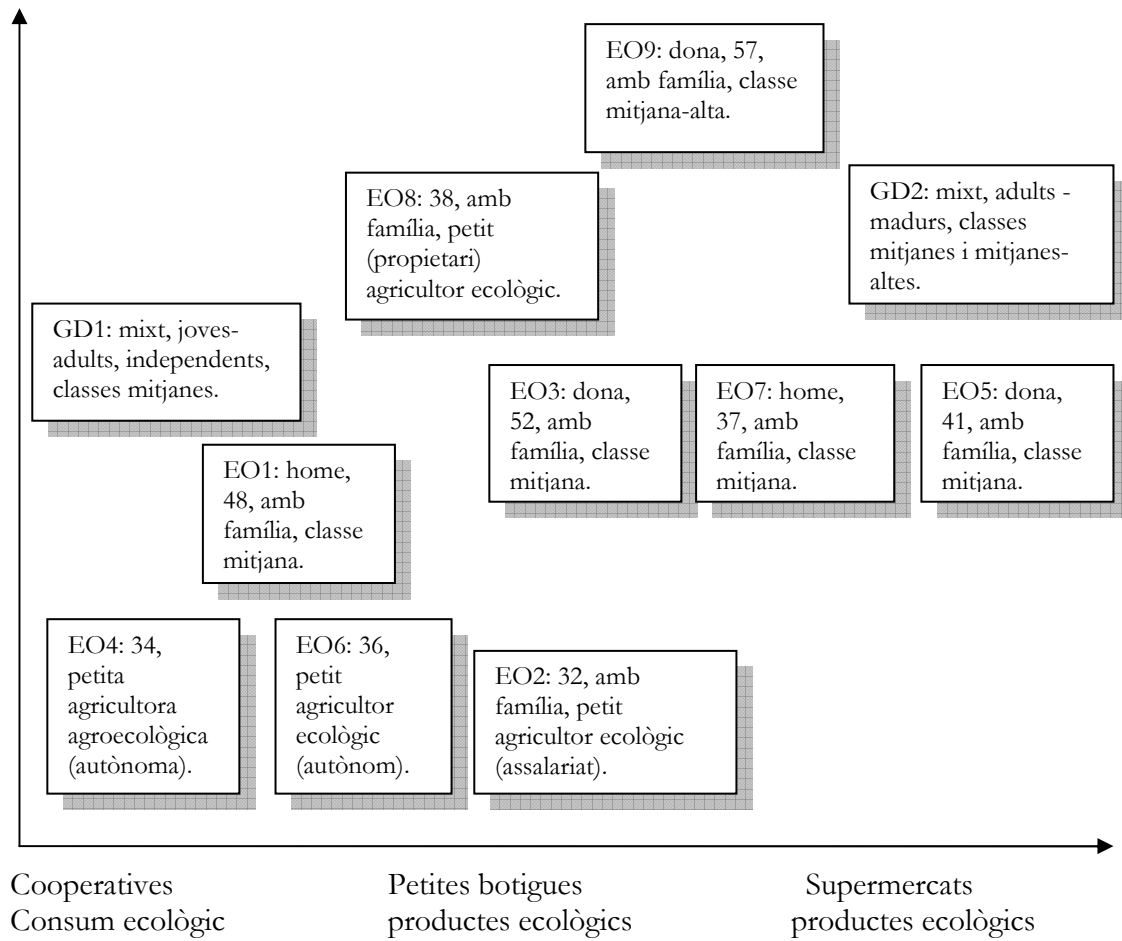 EO9: dona, 57,
amb família, classe
mitjana-alta.
EO8: 38, amb
família, petit
(propietari)
agricultor ecològic.
GD2: mixt, adults -
madurs, classes
mitjanes i mitjanes-
altes.
GD1: mixt, joves-
adults, independents,
classes mitjanes.
EO3: dona,
52, amb
família, classe
mitjana.
EO7: home,
37, amb
família, classe
mitjana.
EO5: dona,
41, amb
família, classe
mitjana.
EO1: home,
48, amb
família, classe
mitjana.
EO4: 34,
petita
agricultora
agroecològica
(autònoma).
EO6: 36,
petit
agricultor
ecològic
(autònom).
EO2: 32, amb
família, petit
agricultor ecològic
(assalariat).
Cooperatives
Consum ecològic
Petites botigues
productes ecològics
Supermercats
productes ecològics